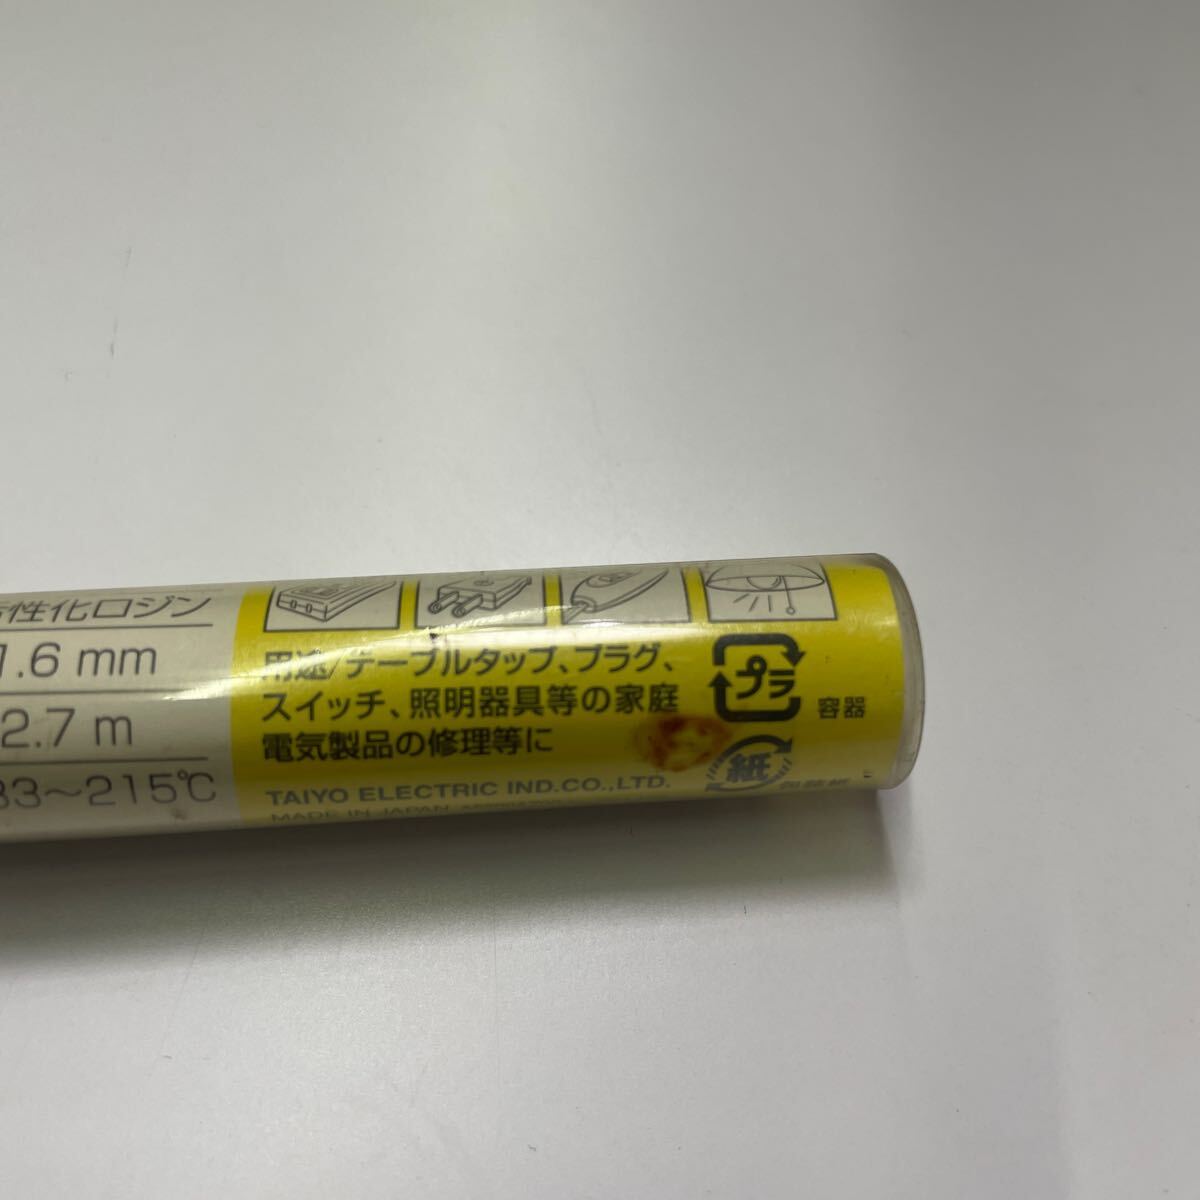 性化ロジン
1.6 mm
2.7 m
83～215℃
用途/テーブルタップ、プラグ、
スイッチ、照明器具等の家庭
電気製品の修理等に
TAIYO ELECTRIC IND.CO.,LTD.
MADE IN JAPAN
プラ
容器
紙